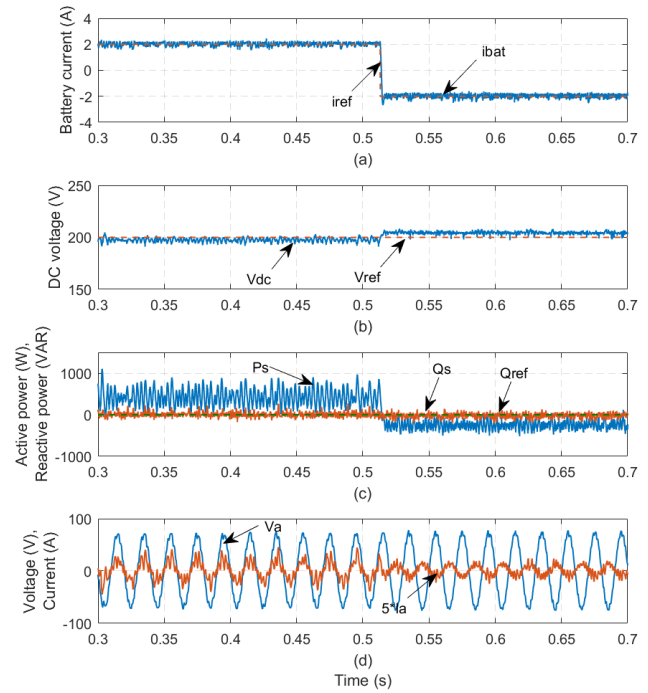 4
2
0
-2
-4
Battery current (A)
iref
ibat
0.3 0.35 0.4 0.45 0.5 0.55 0.6 0.65 0.7
(a)
250
200
150
DC voltage (V)
Vdc
Vref
0.3 0.35 0.4 0.45 0.5 0.55 0.6 0.65 0.7
(b)
Active power (W),
Reactive power (VAR)
1000
0
-1000
Ps
Qs
Qref
0.3 0.35 0.4 0.45 0.5 0.55 0.6 0.65 0.7
(c)
Voltage (V),
Current (A)
100
0
-100
Va
5*Ia
0.3 0.35 0.4 0.45 0.5 0.55 0.6 0.65 0.7
(d)
Time (s)